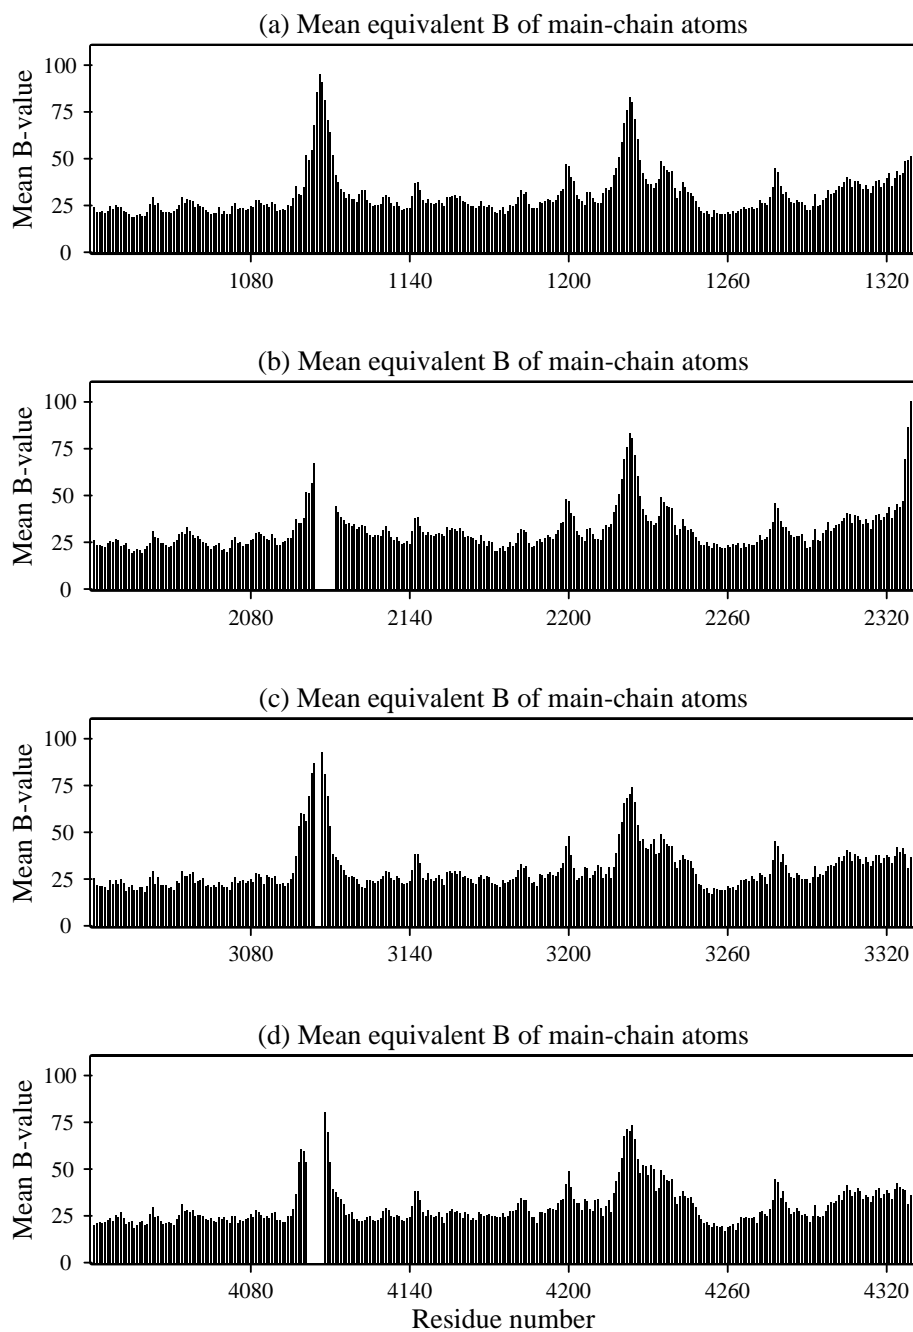 (a) Mean equivalent B of main-chain atoms
Mean B-value
100
75
50
25
0
1080 1140 1200 1260 1320
(b) Mean equivalent B of main-chain atoms
Mean B-value
100
75
50
25
0
2080 2140 2200 2260 2320
(c) Mean equivalent B of main-chain atoms
Mean B-value
100
75
50
25
0
3080 3140 3200 3260 3320
(d) Mean equivalent B of main-chain atoms
Mean B-value
100
75
50
25
0
4080 4140 4200 4260 4320
Residue number